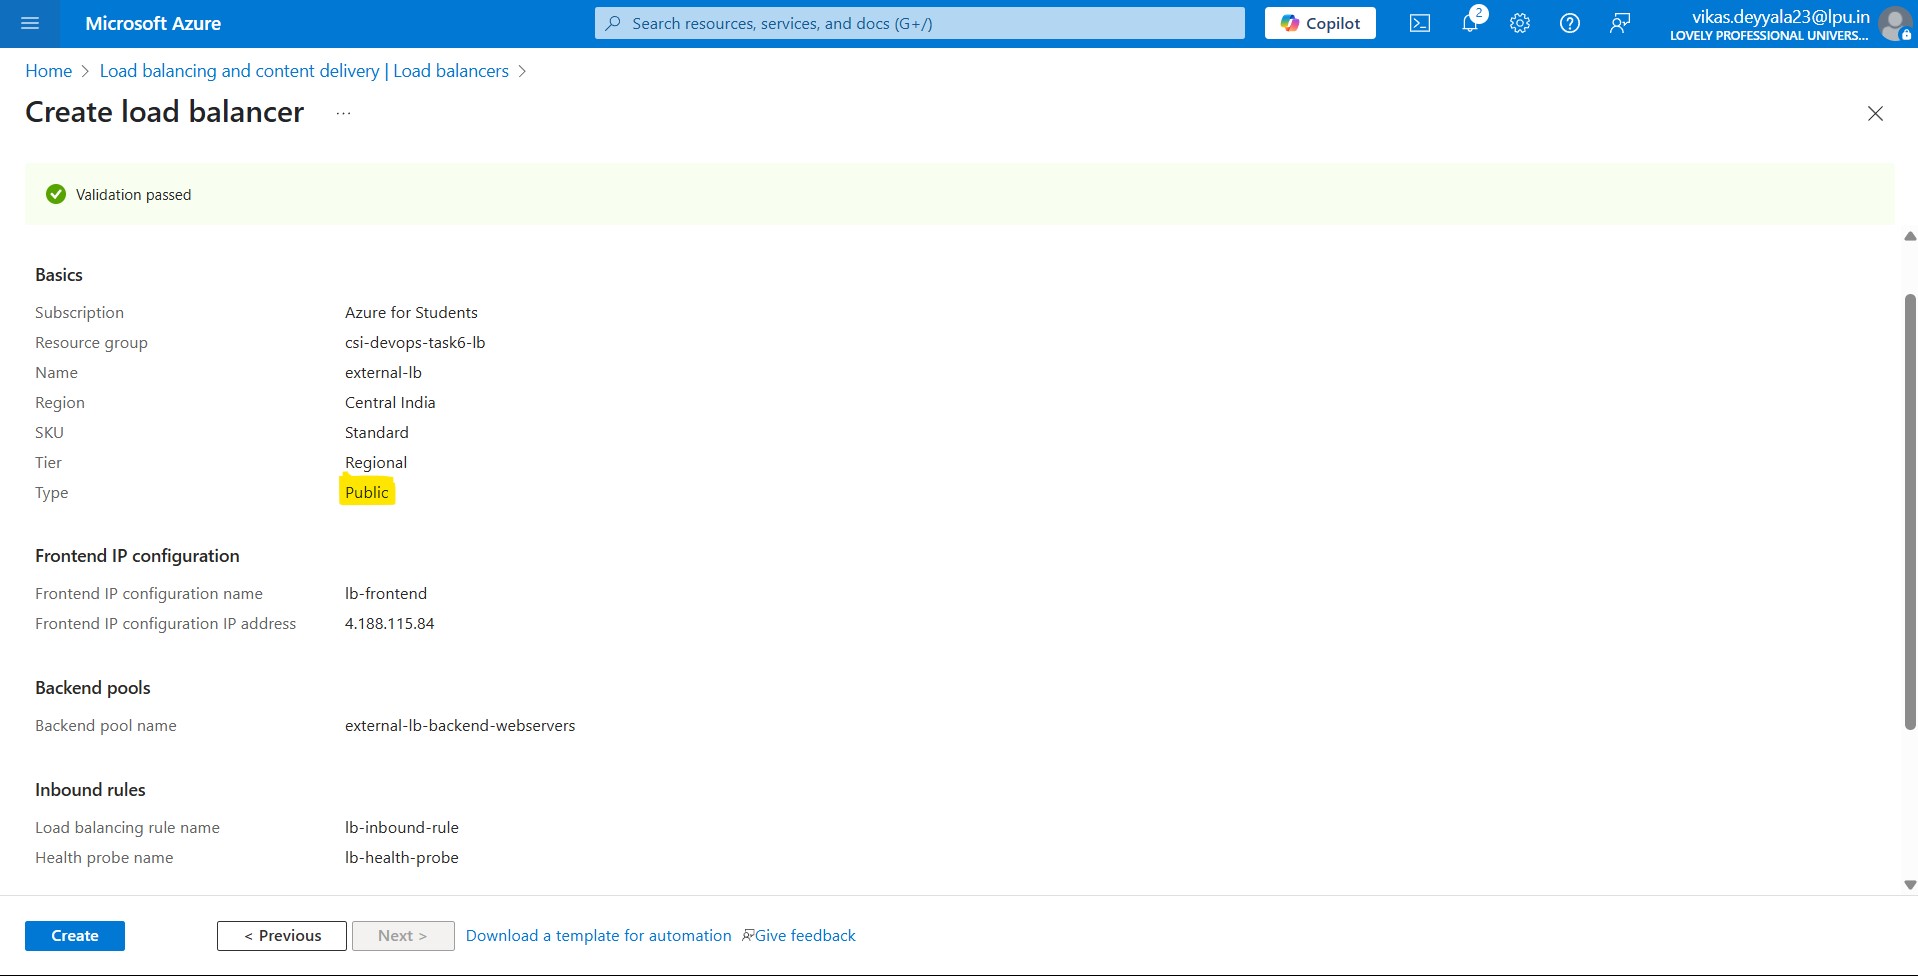 Microsoft Azure
Search resources, services, and docs (G+/)
Copilot
2
vikas.deyyala23@lpu.in
LOVELY PROFESSIONAL UNIVERS...
Home > Load balancing and content delivery | Load balancers >
Create load balancer ...
Validation passed
Basics
Subscription Azure for Students
Resource group csi-devops-task6-lb
Name external-lb
Region Central India
SKU Standard
Tier Regional
Type Public
Frontend IP configuration
Frontend IP configuration name lb-frontend
Frontend IP configuration IP address 4.188.115.84
Backend pools
Backend pool name external-lb-backend-webservers
Inbound rules
Load balancing rule name lb-inbound-rule
Health probe name lb-health-probe
Create < Previous Next > Download a template for automation Give feedback